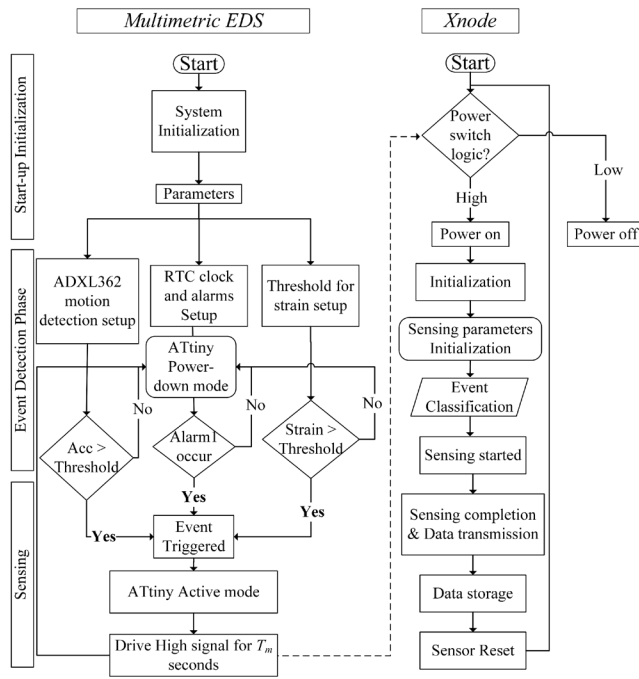 Multimetric EDS
Xnode
Start-up Initialization
Event Detection Phase
Sensing
Start
System
Initialization
Parameters
ADXL362
motion
detection setup
RTC clock
and alarms
Setup
Threshold for
strain setup
ATtiny
Power-
down mode
No
No
No
Acc >
Threshold
Alarm1
occur
Strain >
Threshold
Yes
Yes
Yes
Event
Triggered
ATtiny Active mode
Drive High signal for Tm
seconds
Start
Power
switch
logic?
High
Low
Power on
Power off
Initialization
Sensing parameters
Initialization
Event
Classification
Sensing started
Sensing completion
& Data transmission
Data storage
Sensor Reset